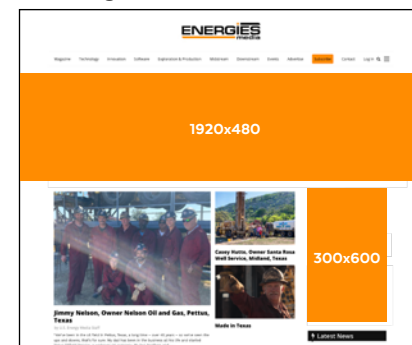 ENERGIES
media
Magazine Technology Innovation Software Exploration & Production Midstream Downstream Events Advertise Subscribe Contact Log In
1920x480
300x600
Casey Hutto, Owner Santa Rosa
Well Service, Midland, Texas
Jimmy Nelson, Owner Nelson Oil and Gas, Pettus,
Texas
Made in Texas
Latest News